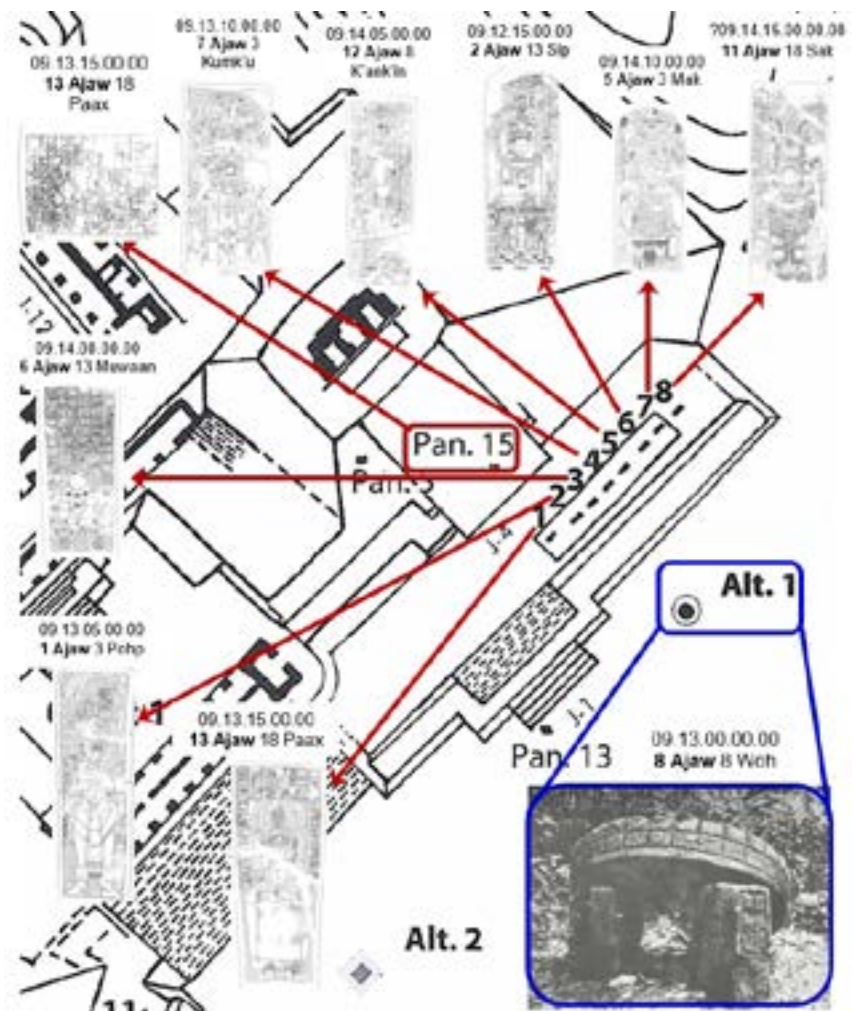 09.13.15.00.00
13 Ajaw 18
Paax
09.13.10.00.00
7 Ajaw 3
Kumk'u
09.14.05.00.00
12 Ajaw 8
K'ank'in
09.12.15.00.00
2 Ajaw 13 Sip
09.14.10.00.00
5 Ajaw 3 Mak
?09.14.15.00.00.00
11 Ajaw 18 Sak
J-12
09.14.00.00.00
6 Ajaw 13 Muwaan
Pan. 15
1
2
3
4
5
6
7
8
J-4
Alt. 1
09.13.05.00.00
1 Ajaw 3 Pohp
09.13.15.00.00
13 Ajaw 18 Paax
J-1
Pan. 13
09.13.00.00.00
8 Ajaw 8 Woh
Alt. 2